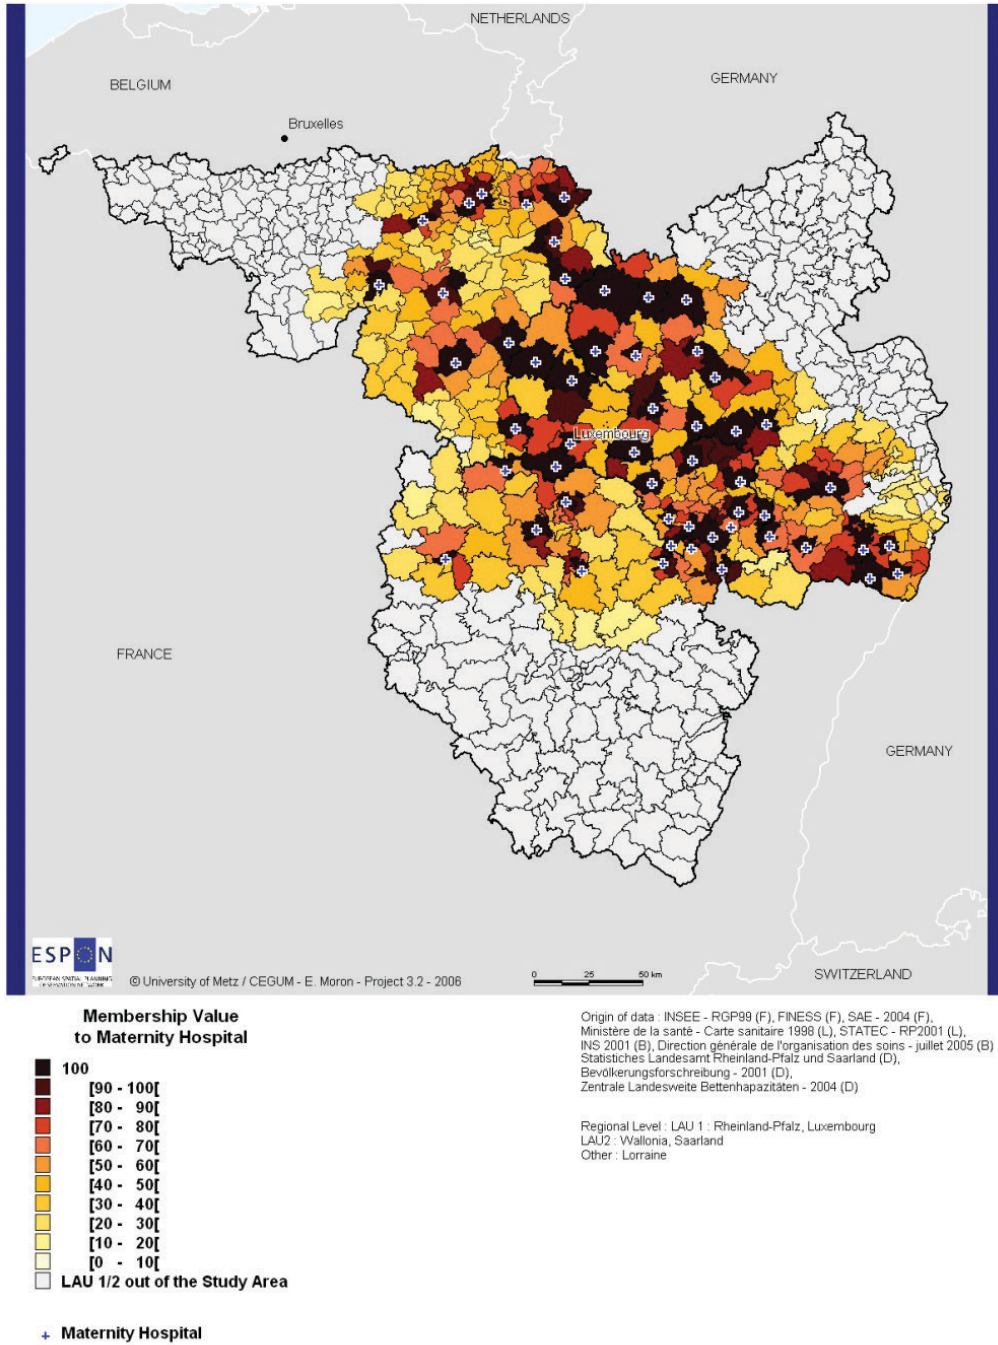 NETHERLANDS
BELGIUM
GERMANY
Bruxelles
Luxembourg
FRANCE
GERMANY
SWITZERLAND
ESPON
© University of Metz / CEGUM - E. Moron - Project 3.2 - 2006
0 25 50 km
Membership Value
to Maternity Hospital
100
[90 - 100[
[80 - 90[
[70 - 80[
[60 - 70[
[50 - 60[
[40 - 50[
[30 - 40[
[20 - 30[
[10 - 20[
[0 - 10[
LAU 1/2 out of the Study Area
Maternity Hospital
Origin of data : INSEE - RGP99 (F), FINESS (F), SAE - 2004 (F),
Ministère de la santé - Carte sanitaire 1998 (L), STATEC - RP2001 (L),
INS 2001 (B), Direction générale de l'organisation des soins - juillet 2005 (B)
Statistiches Landesamt Rheinland-Pfalz und Saarland (D),
Bevölkerungsforschreibung - 2001 (D),
Zentrale Landesweite Bettenhapazitäten - 2004 (D)
Regional Level : LAU 1 : Rheinland-Pfalz, Luxembourg
LAU2 : Wallonia, Saarland
Other : Lorraine